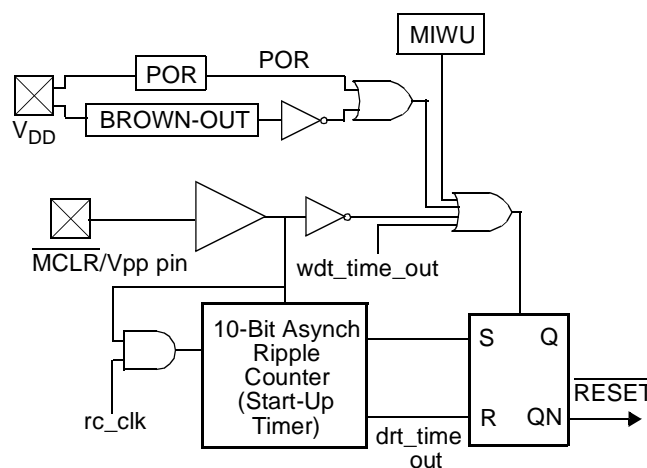 MIWU
POR
POR
BROWN-OUT
VDD
MCLR/Vpp pin
wdt_time_out
10-Bit Asynch
Ripple
Counter
(Start-Up
Timer)
rc_clk
S
Q
R
QN
RESET
drt_time
out